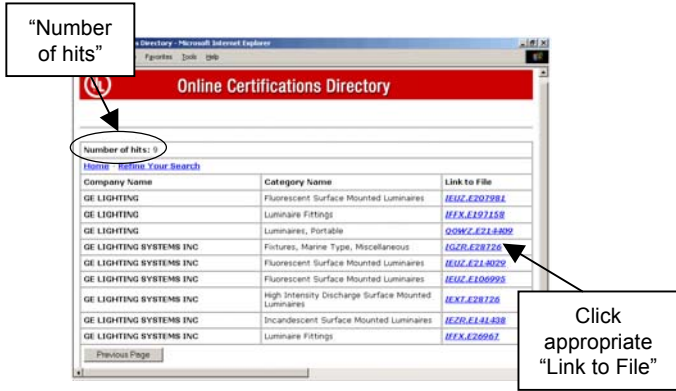 “Number
of hits”
Directory - Microsoft Internet Explorer
Favorites Tools Help
UL
Online Certifications Directory
Number of hits: 9
Home - Refine Your Search
Company Name Category Name Link to File
GE LIGHTING Fluorescent Surface Mounted Luminaires IEUZ.E207981
GE LIGHTING Luminaire Fittings IFFX.E197158
GE LIGHTING Luminaires, Portable QOWZ.E214409
GE LIGHTING SYSTEMS INC Fixtures, Marine Type, Miscellaneous IGZR.E28726
GE LIGHTING SYSTEMS INC Fluorescent Surface Mounted Luminaires IEUZ.E214029
GE LIGHTING SYSTEMS INC Fluorescent Surface Mounted Luminaires IEUZ.E106995
GE LIGHTING SYSTEMS INC High Intensity Discharge Surface Mounted IEXT.E28726
Luminaires
GE LIGHTING SYSTEMS INC Incandescent Surface Mounted Luminaires IEZR.E141438
GE LIGHTING SYSTEMS INC Luminaire Fittings IFFX.E26967
Previous Page
Click
appropriate
“Link to File”